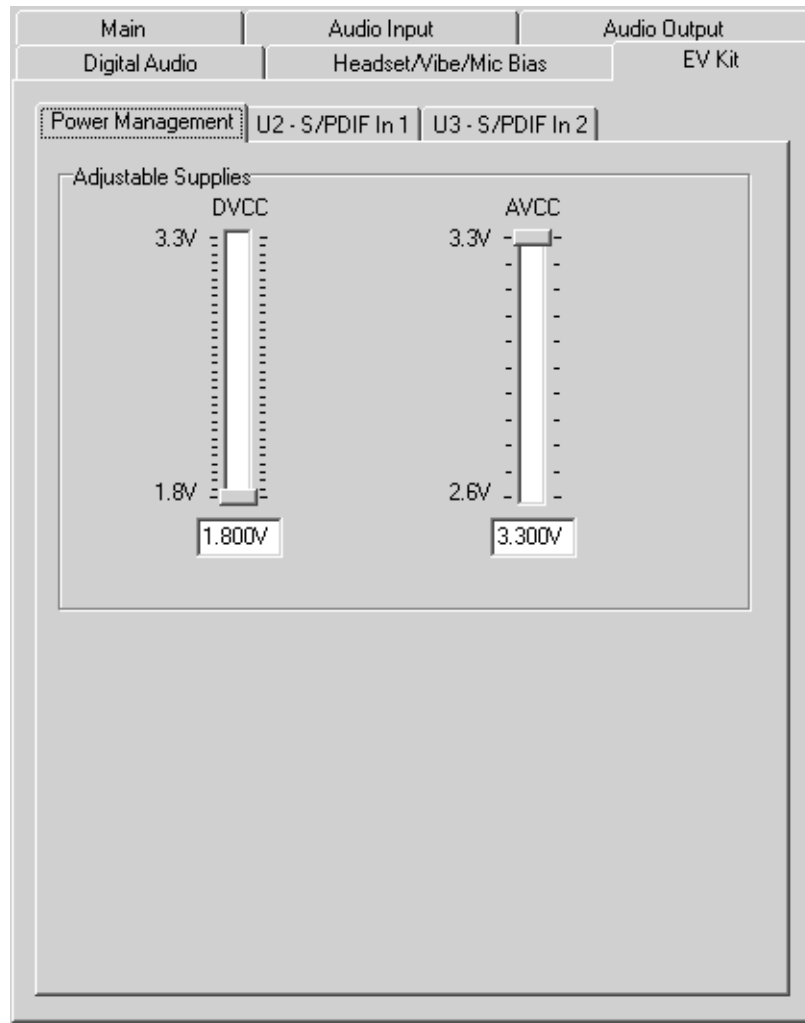 Main Audio Input Audio Output
Digital Audio Headset/Vibe/Mic Bias EV Kit
Power Management U2 - S/PDIF In 1 U3 - S/PDIF In 2
Adjustable Supplies
DVCC AVCC
3.3V 3.3V
1.8V 2.6V
1.800V 3.300V